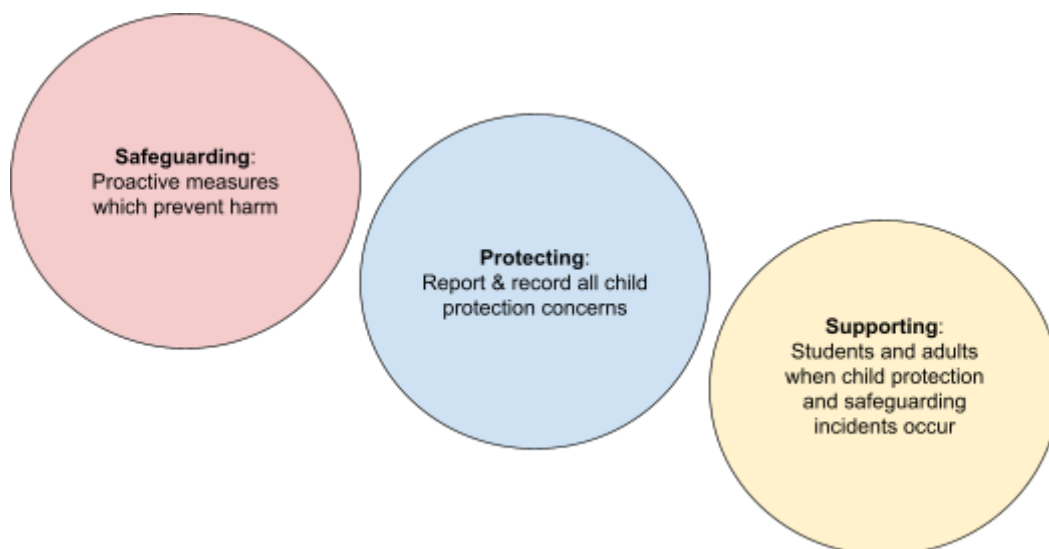 Safeguarding:
Proactive measures
which prevent harm
Protecting:
Report & record all child
protection concerns
Supporting:
Students and adults
when child protection
and safeguarding
incidents occur